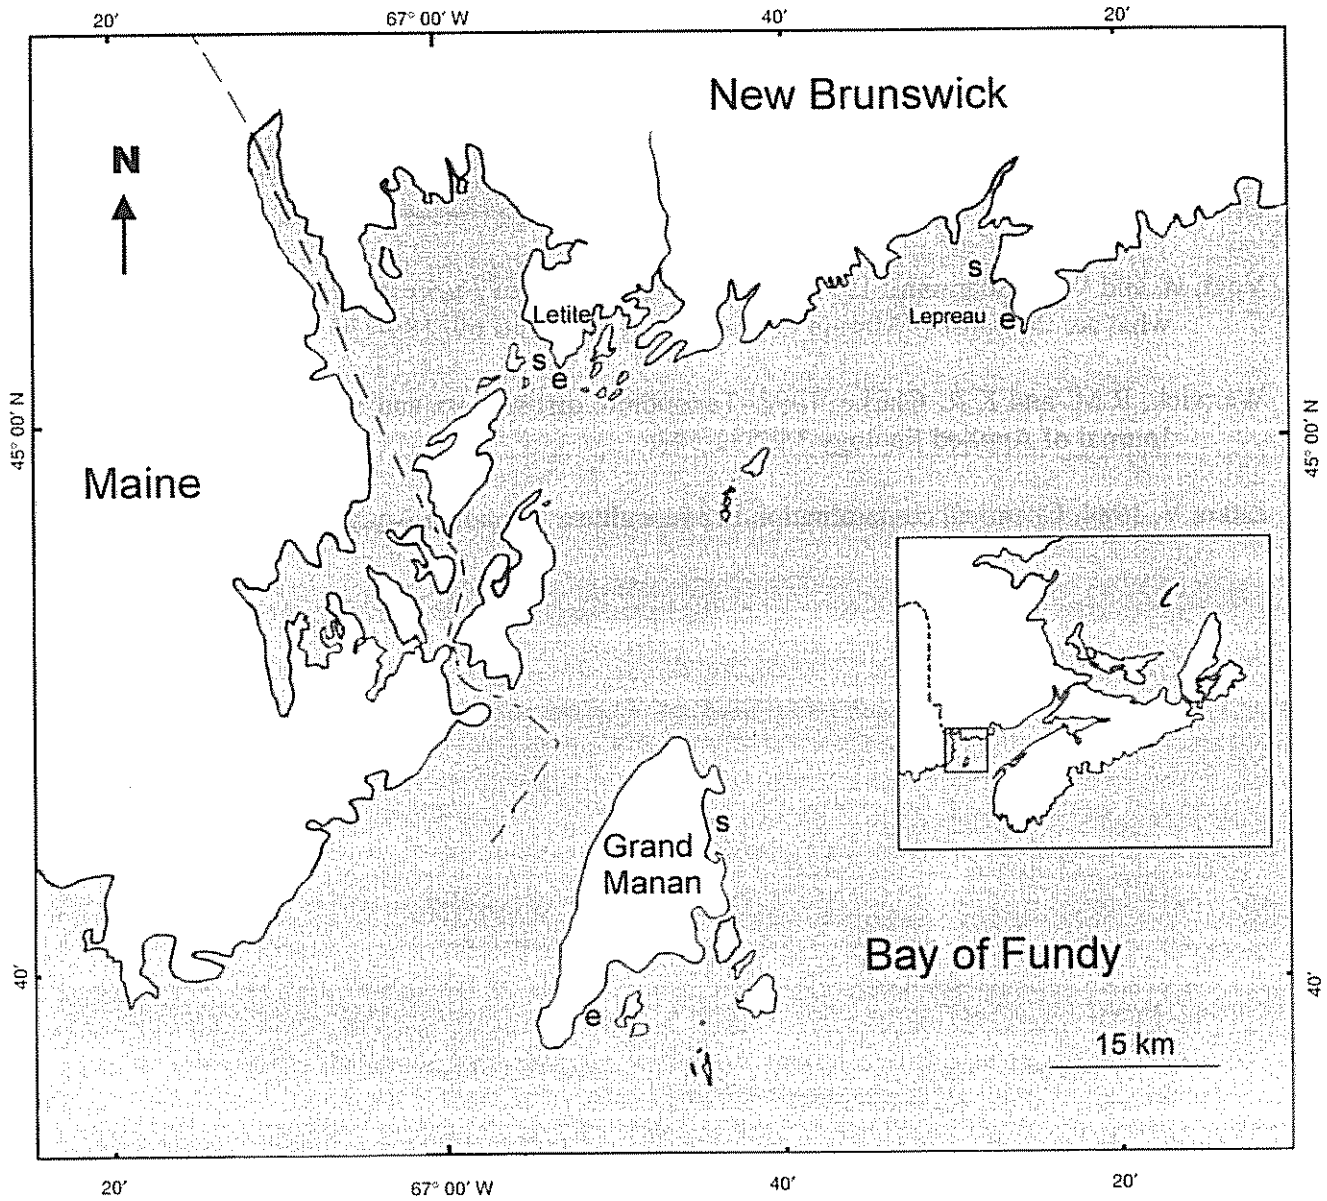 20′
67° 00′ W
40′
20′
New Brunswick
N
s
Letite
Lepreau
e
s
e
45° 00′ N
45° 00′ N
Maine
s
Grand
Manan
Bay of Fundy
40′
40′
e
15 km
20′
67° 00′ W
40′
20′